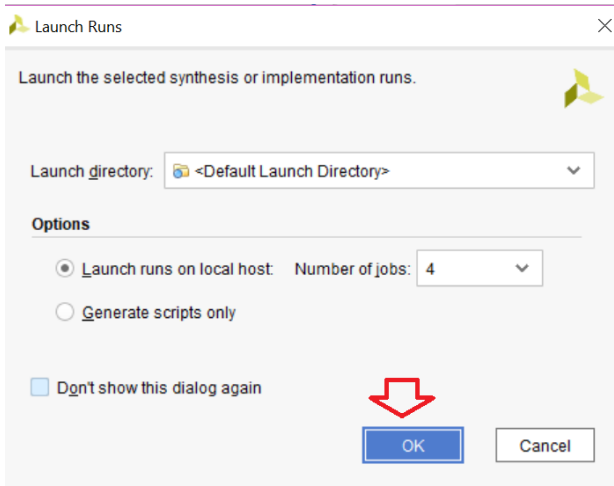 Launch Runs
Launch the selected synthesis or implementation runs.
Launch directory: <Default Launch Directory>
Options
Launch runs on local host: Number of jobs: 4
Generate scripts only
Don't show this dialog again
OK Cancel